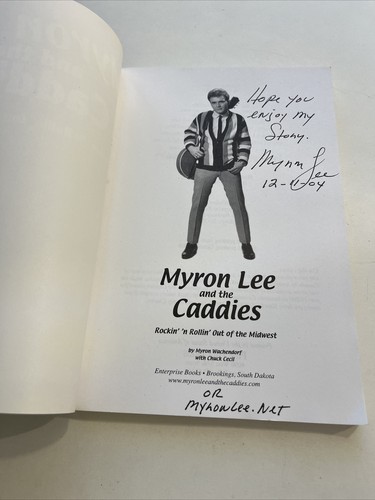 Hope you
enjoy my
Story.
Myron Lee
12-11-04
Myron Lee
and the
Caddies
Rockin' 'n Rollin' Out of the Midwest
by Myron Wachendorf
with Chuck Cecil
Enterprise Books • Brookings, South Dakota
www.myronleeandthecaddies.com
OR
MyronLee.Net